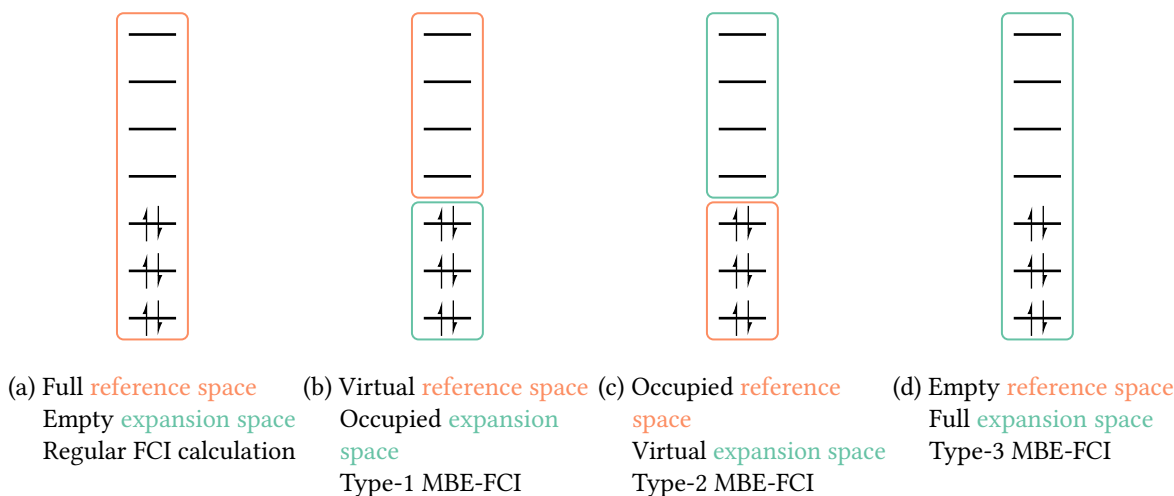 (a) Full reference space
Empty expansion space
Regular FCI calculation
(b) Virtual reference space
Occupied expansion
space
Type-1 MBE-FCI
(c) Occupied reference
space
Virtual expansion space
Type-2 MBE-FCI
(d) Empty reference space
Full expansion space
Type-3 MBE-FCI